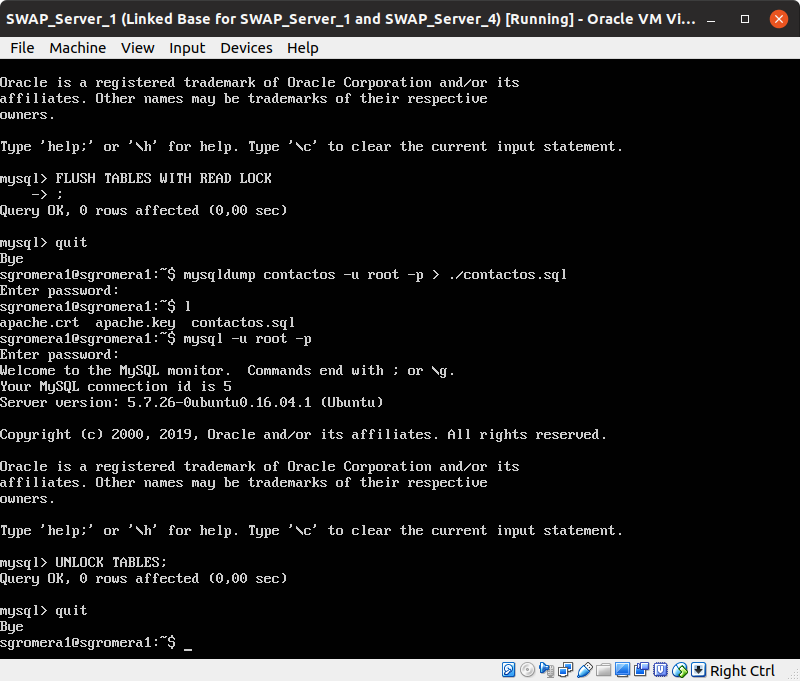 SWAP_Server_1 (Linked Base for SWAP_Server_1 and SWAP_Server_4) [Running] - Oracle VM Vi...
File Machine View Input Devices Help
Oracle is a registered trademark of Oracle Corporation and/or its
affiliates. Other names may be trademarks of their respective
owners.
Type 'help;' or '\h' for help. Type '\c' to clear the current input statement.
mysql> FLUSH TABLES WITH READ LOCK
    -> ;
Query OK, 0 rows affected (0,00 sec)
mysql> quit
Bye
sgromera1@sgromera1:~$ mysqldump contactos -u root -p > ./contactos.sql
Enter password:
sgromera1@sgromera1:~$ l
apache.crt  apache.key  contactos.sql
sgromera1@sgromera1:~$ mysql -u root -p
Enter password:
Welcome to the MySQL monitor.  Commands end with ; or \g.
Your MySQL connection id is 5
Server version: 5.7.26-0ubuntu0.16.04.1 (Ubuntu)
Copyright (c) 2000, 2019, Oracle and/or its affiliates. All rights reserved.
Oracle is a registered trademark of Oracle Corporation and/or its
affiliates. Other names may be trademarks of their respective
owners.
Type 'help;' or '\h' for help. Type '\c' to clear the current input statement.
mysql> UNLOCK TABLES;
Query OK, 0 rows affected (0,00 sec)
mysql> quit
Bye
sgromera1@sgromera1:~$ _
Right Ctrl